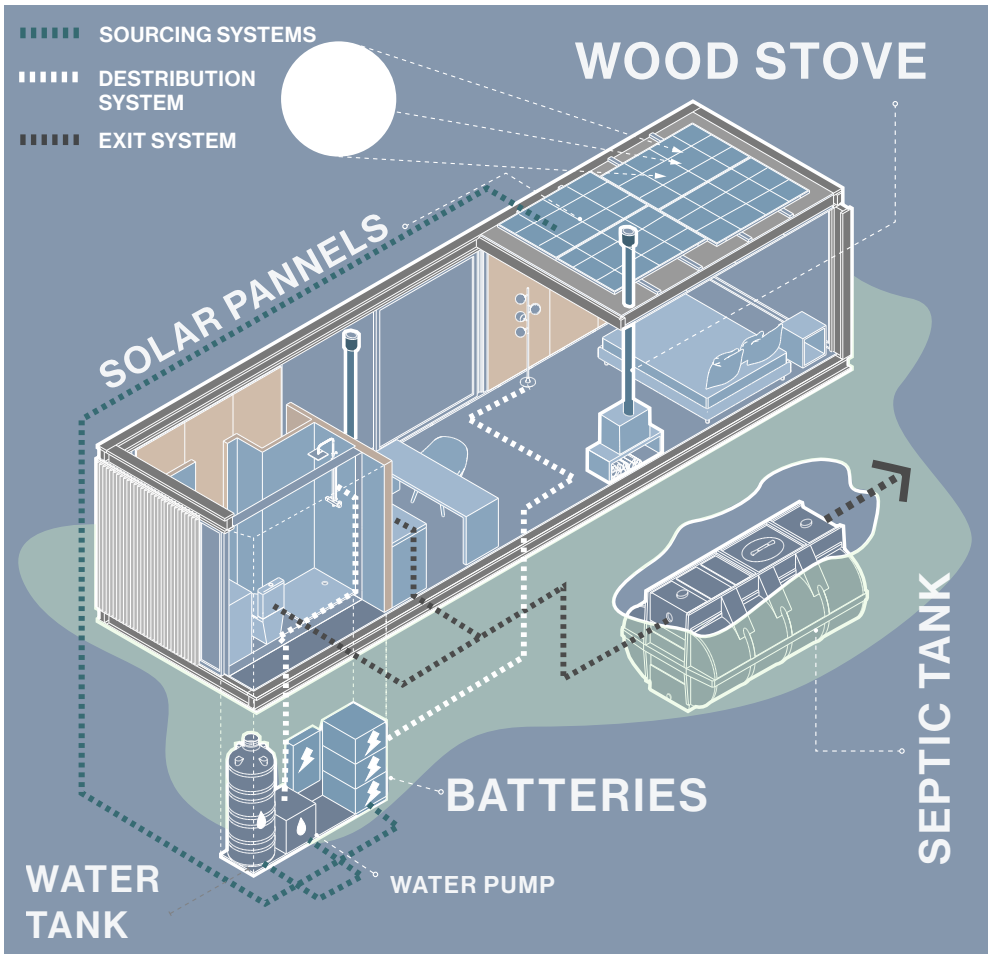 SOURCING SYSTEMS
DESTRIBUTION
SYSTEM
EXIT SYSTEM
WOOD STOVE
SOLAR PANNELS
SEPTIC TANK
BATTERIES
WATER PUMP
WATER
TANK